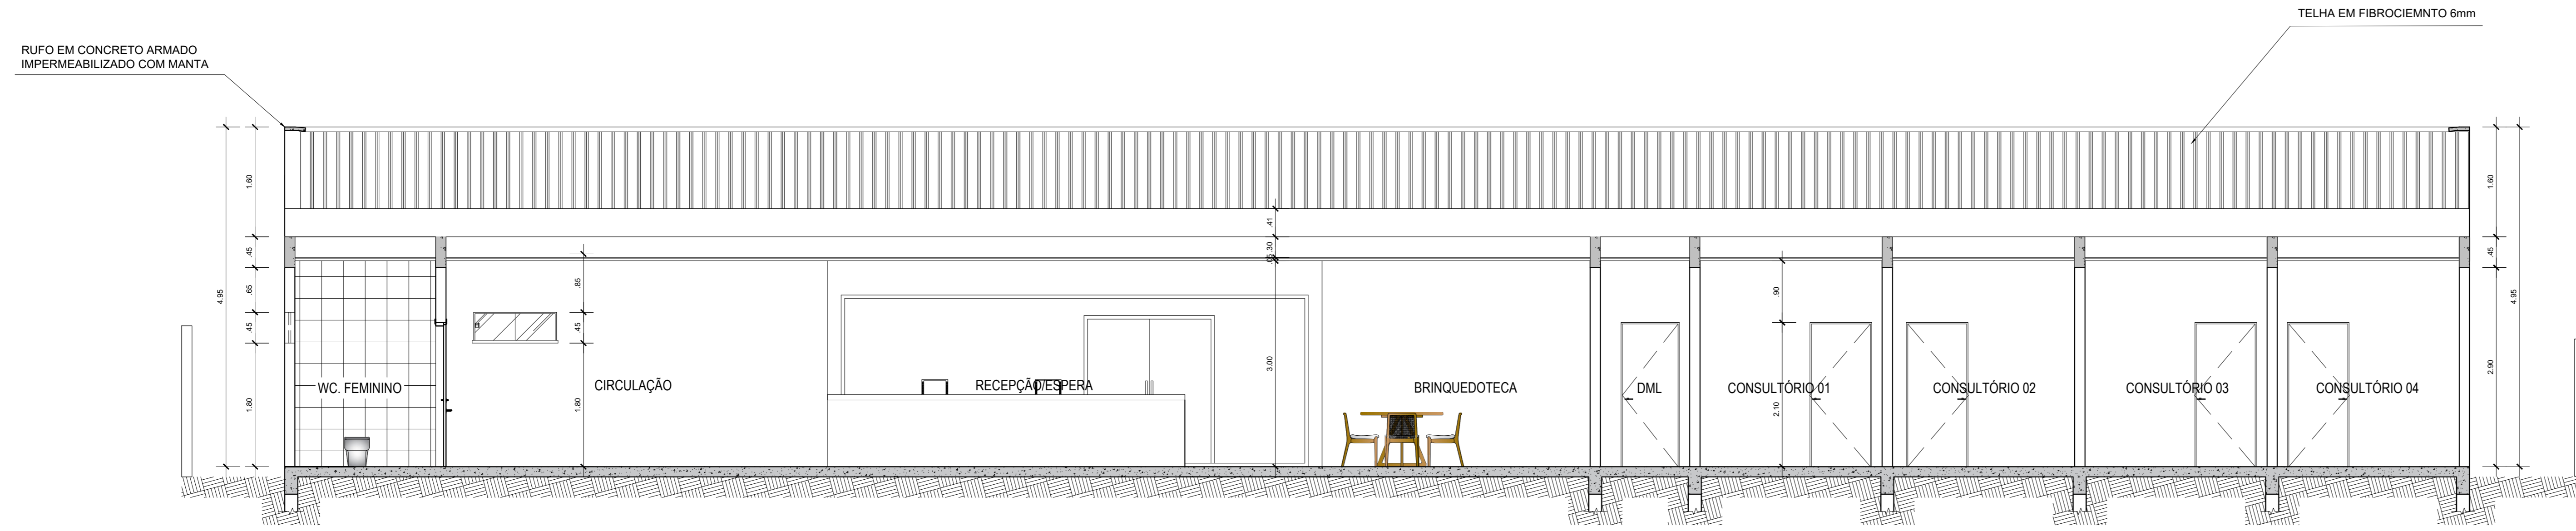 TELHA EM FIBROCIEMNTO 6mm
RUFO EM CONCRETO ARMADO
IMPERMEABILIZADO COM MANTA
4.95
1.60
.45
.65
.45
1.80
.85
.45
1.80
.41
.30
.05
3.00
.90
2.10
1.60
.45
2.90
4.95
WC. FEMININO
CIRCULAÇÃO
RECEPÇÃO/ESPERA
BRINQUEDOTECA
DML
CONSULTÓRIO 01
CONSULTÓRIO 02
CONSULTÓRIO 03
CONSULTÓRIO 04